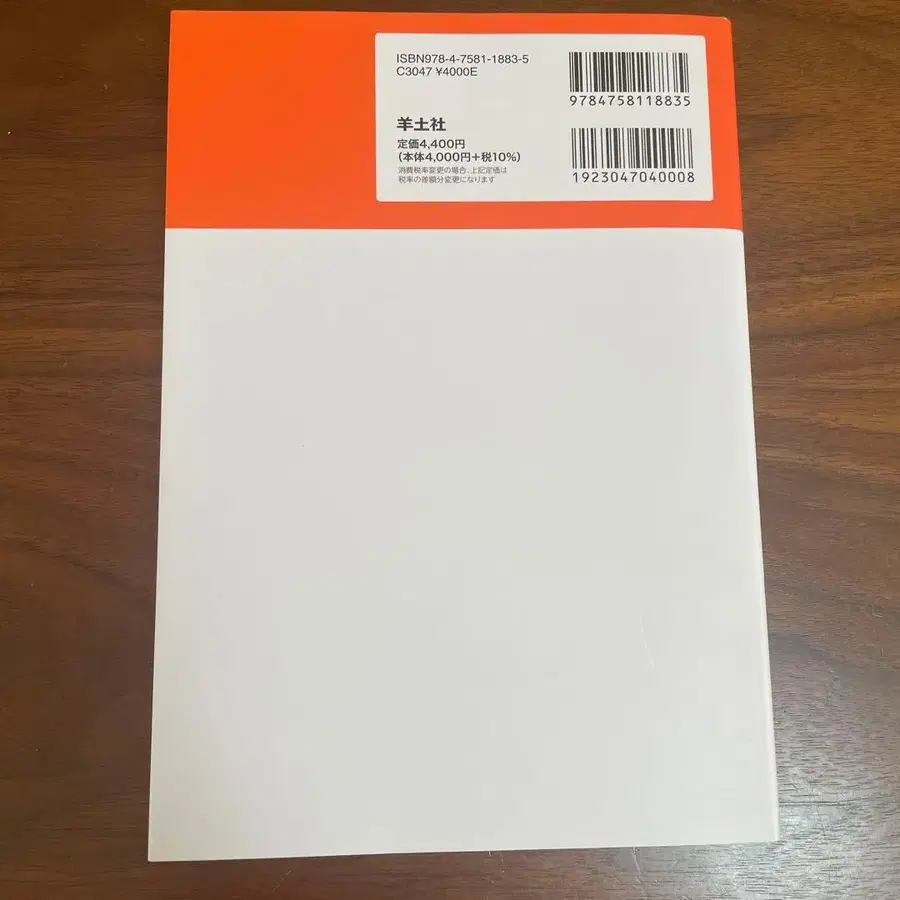 ISBN978-4-7581-1883-5
C3047 ¥4000E
9784758118835
羊土社
定価4,400円
(本体4,000円+税10%)
消費税率変更の場合、上記定価は
税率の差額分変更になります
1923047040008